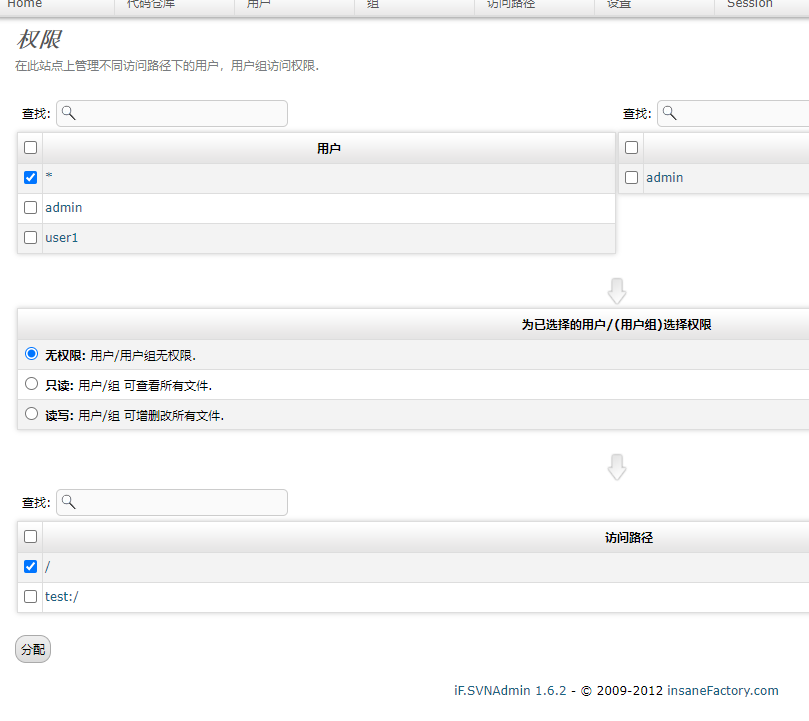 Home 代码仓库 用户 组 访问路径 设置 Session
权限
在此站点上管理不同访问路径下的用户，用户组访问权限.
查找: 查找:
用户
*
admin admin
user1
为已选择的用户/(用户组)选择权限
无权限: 用户/用户组无权限.
只读: 用户/组 可查看所有文件.
读写: 用户/组 可增删改所有文件.
查找:
访问路径
/
test:/
分配
iF.SVNAdmin 1.6.2 - © 2009-2012 insaneFactory.com